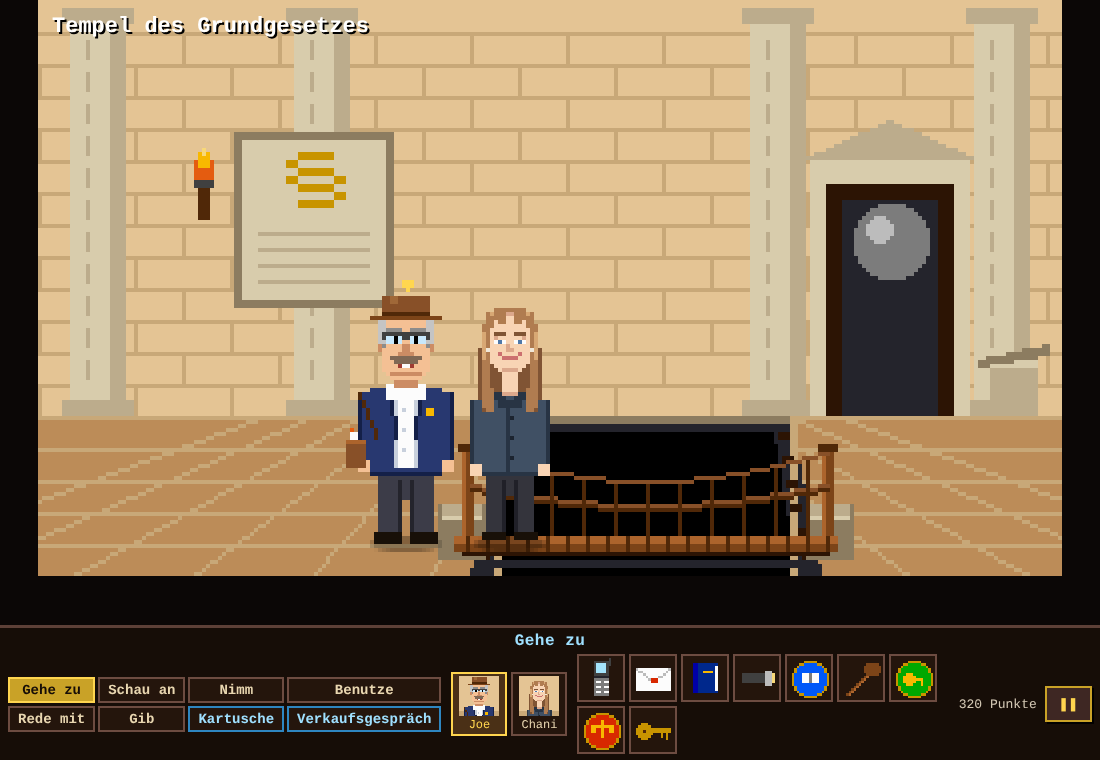 Tempel des Grundgesetzes
Gehe zu
Gehe zu Schau an Nimm Benutze
Rede mit Gib Kartusche Verkaufsgespräch
Joe Chani
320 Punkte